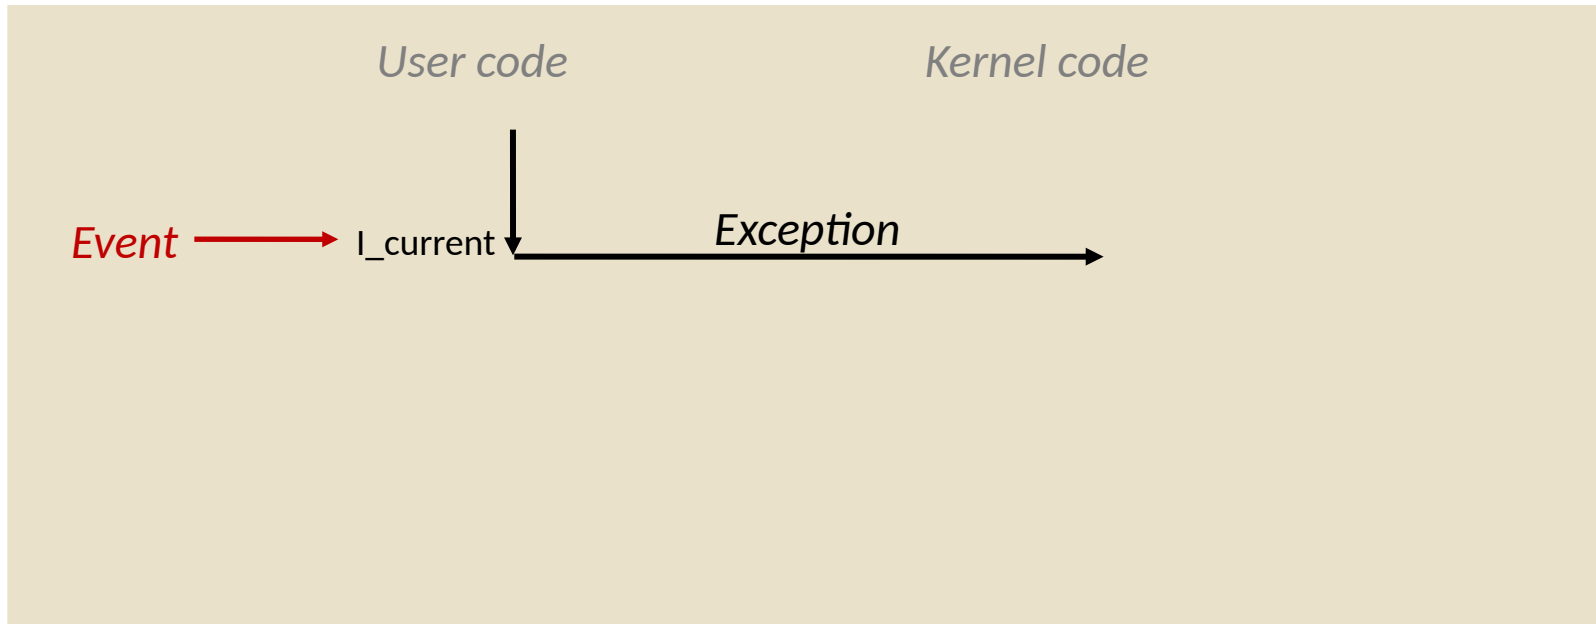 User code
Kernel code
Event
I_current
Exception